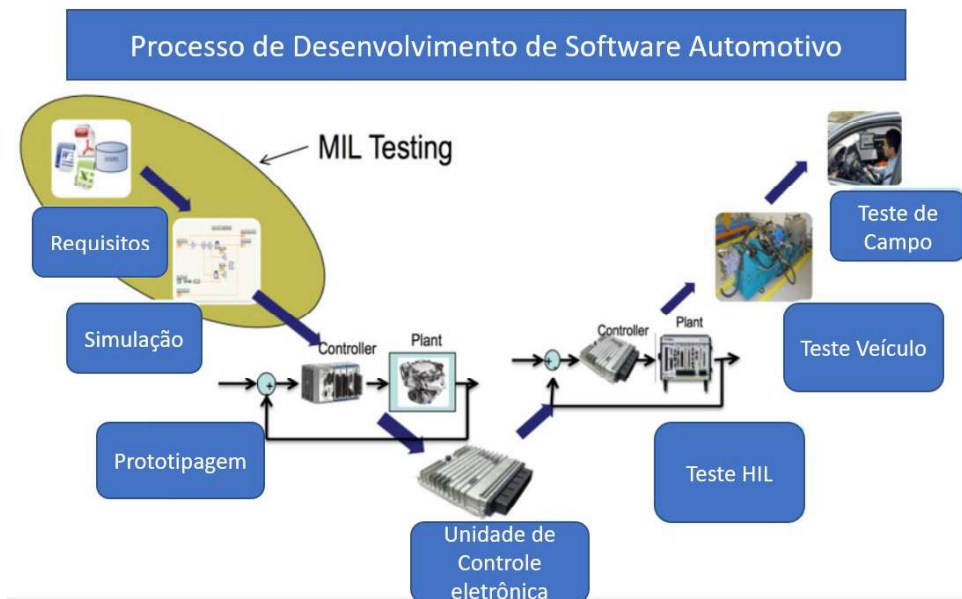 Processo de Desenvolvimento de Software Automotivo
MIL Testing
Requisitos
Simulação
Controller
Plant
+
Prototipagem
Unidade de
Controle
eletrônica
Controller
Plant
+
Teste HIL
Teste Veículo
Teste de
Campo